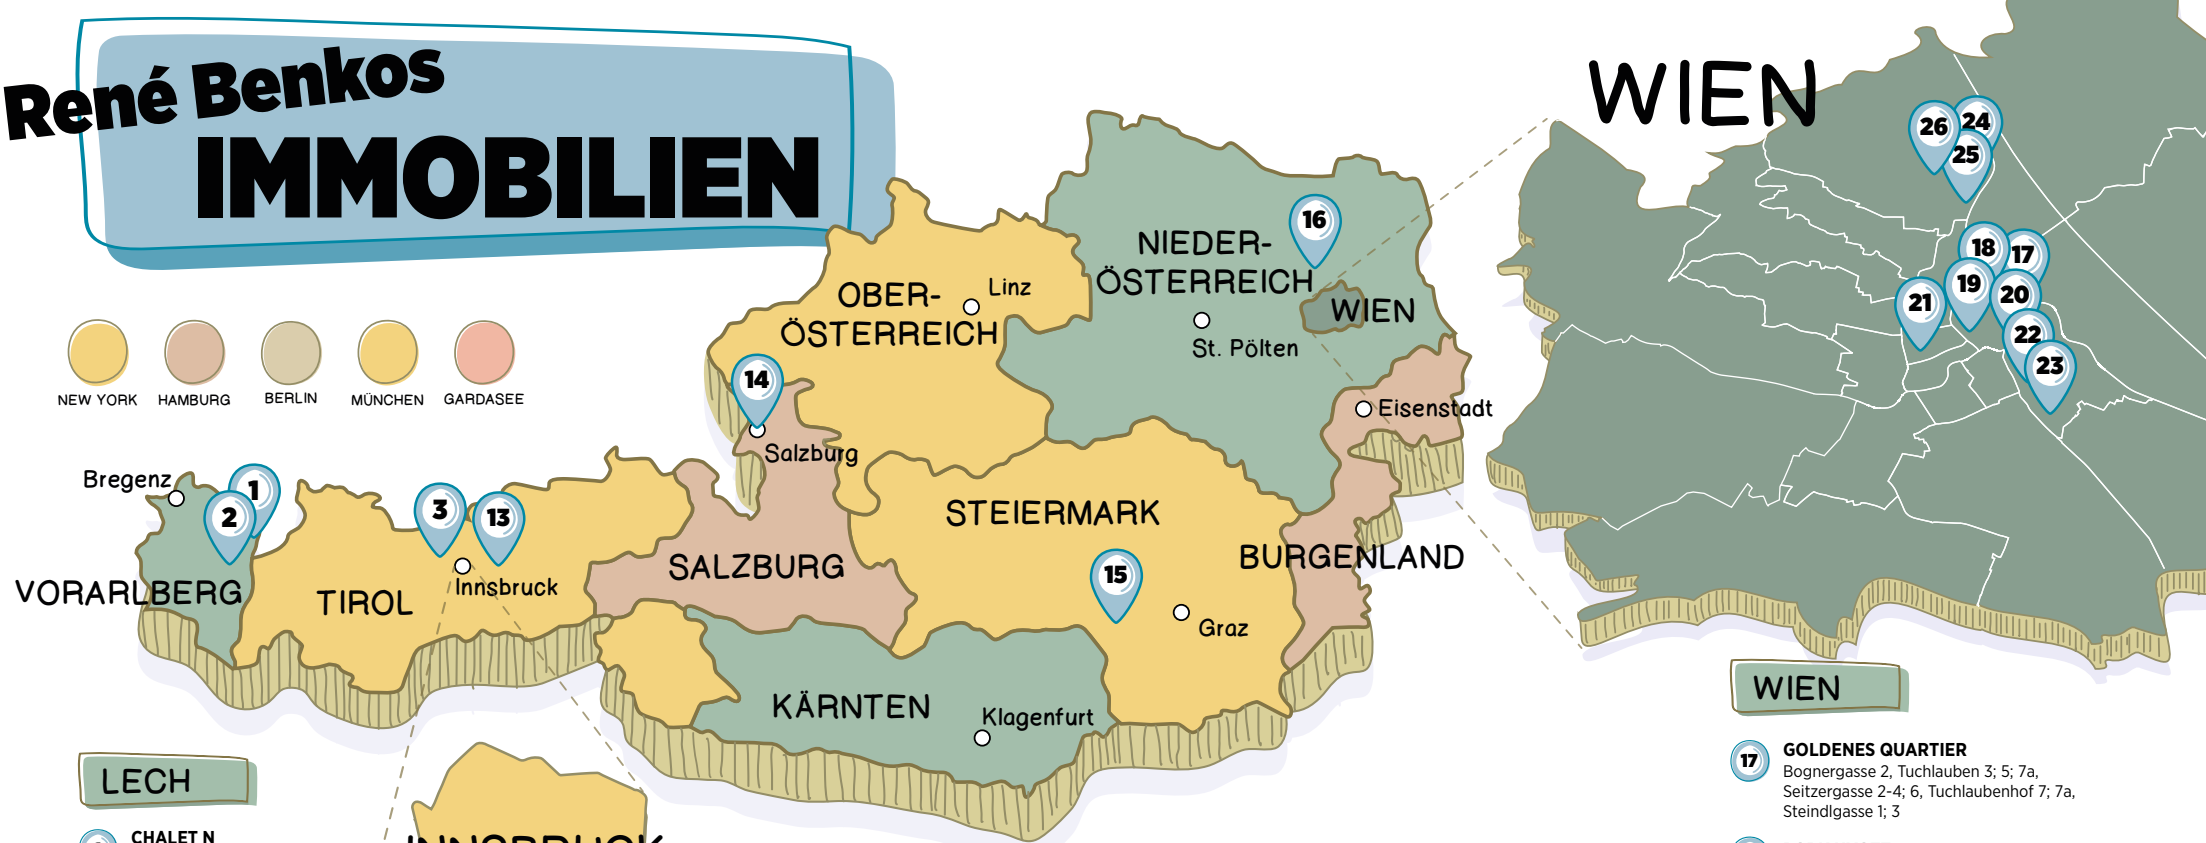 René Benkos
IMMOBILIEN
NEW YORK
HAMBURG
BERLIN
MÜNCHEN
GARDASEE
Bregenz
1
2
VORARLBERG
TIROL
3
13
Innsbruck
14
Salzburg
SALZBURG
OBER-
ÖSTERREICH
Linz
NIEDER-
ÖSTERREICH
16
St. Pölten
WIEN
Eisenstadt
STEIERMARK
15
Graz
BURGENLAND
KÄRNTEN
Klagenfurt
WIEN
26
24
25
18
17
19
20
21
22
23
LECH
CHALET N
INNSBRUCK
WIEN
17
GOLDENES QUARTIER
Bognergasse 2, Tuchlauben 3; 5; 7a,
Seitzergasse 2-4; 6, Tuchlaubenhof 7; 7a,
Steindlgasse 1; 3